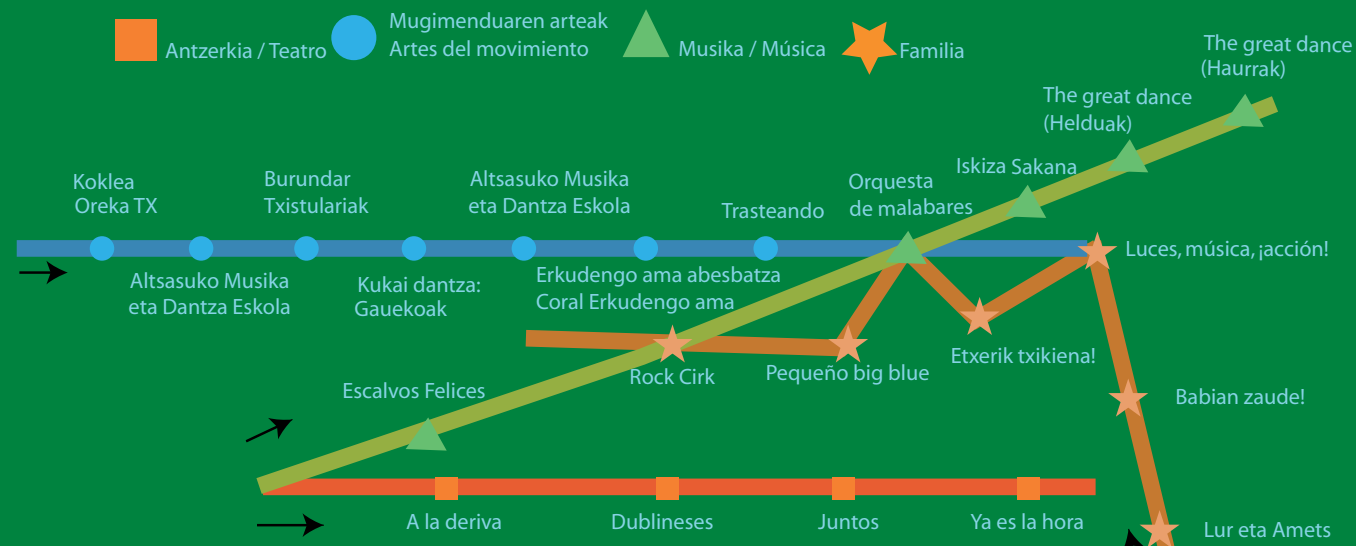 Antzerkia / Teatro
Mugimenduaren arteak
Artes del movimiento
Musika / Música
Familia
The great dance
(Haurrak)
The great dance
(Helduak)
Iskiza Sakana
Orquesta
de malabares
Koklea
Oreka TX
Burundar
Txistulariak
Altsasuko Musika
eta Dantza Eskola
Trasteando
Luces, música, ¡acción!
Altsasuko Musika
eta Dantza Eskola
Kukai dantza:
Gauekoak
Erkudengo ama abesbatza
Coral Erkudengo ama
Etxerik txikiena!
Rock Cirk
Pequeño big blue
Escalvos Felices
Babian zaude!
A la deriva
Dublineses
Juntos
Ya es la hora
Lur eta Amets